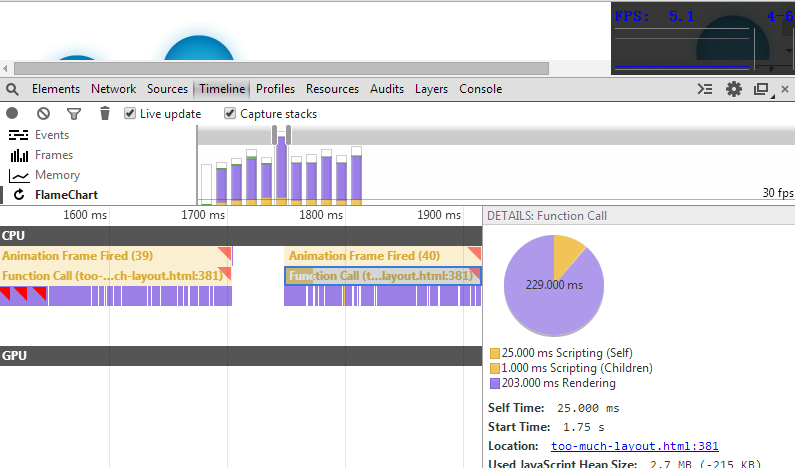 FPS: 5.1 4-6
Elements Network Sources Timeline Profiles Resources Audits Layers Console
Live update Capture stacks
Events
Frames
Memory
FlameChart
30 fps
1600 ms 1700 ms 1800 ms 1900 ms
DETAILS: Function Call
CPU
Animation Frame Fired (39) Animation Frame Fired (40)
Function Call (too-...ch-layout.html:381) Function Call (t...layout.html:381)
229.000 ms
GPU
25.000 ms Scripting (Self)
1.000 ms Scripting (Children)
203.000 ms Rendering
Self Time: 25.000 ms
Start Time: 1.75 s
Location: too-much-layout.html:381
Used JavaScript Heap Size: 2.7 MB (-215 KB)